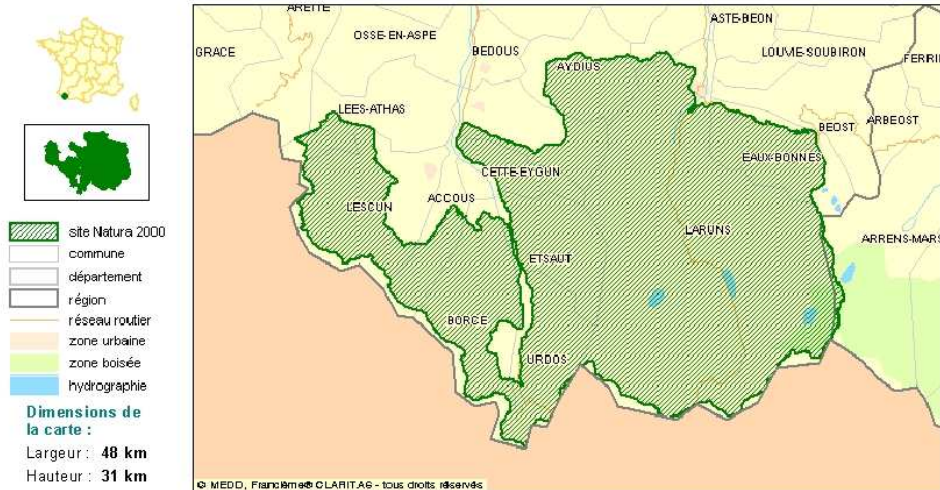 site Natura 2000
commune
département
région
réseau routier
zone urbaine
zone boisée
hydrographie
Dimensions de
la carte :
Largeur : 48 km
Hauteur : 31 km
ARETTE
ASTE-BEON
OSSE-EN-ASPE
GRACE
BEDOUS
LOUVIE-SOUBIRON
FERRIE
AYDIUS
LEES-ATHAS
ARBEOST
BEOST
EAUX-BONNES
CETTE-EYGUN
ACCOUS
LESCUN
LARUNS
ARRENS-MARS
ETSAUT
BORCE
URDOS
© MEDD, Francième® CLARITAS - tous droits réservés